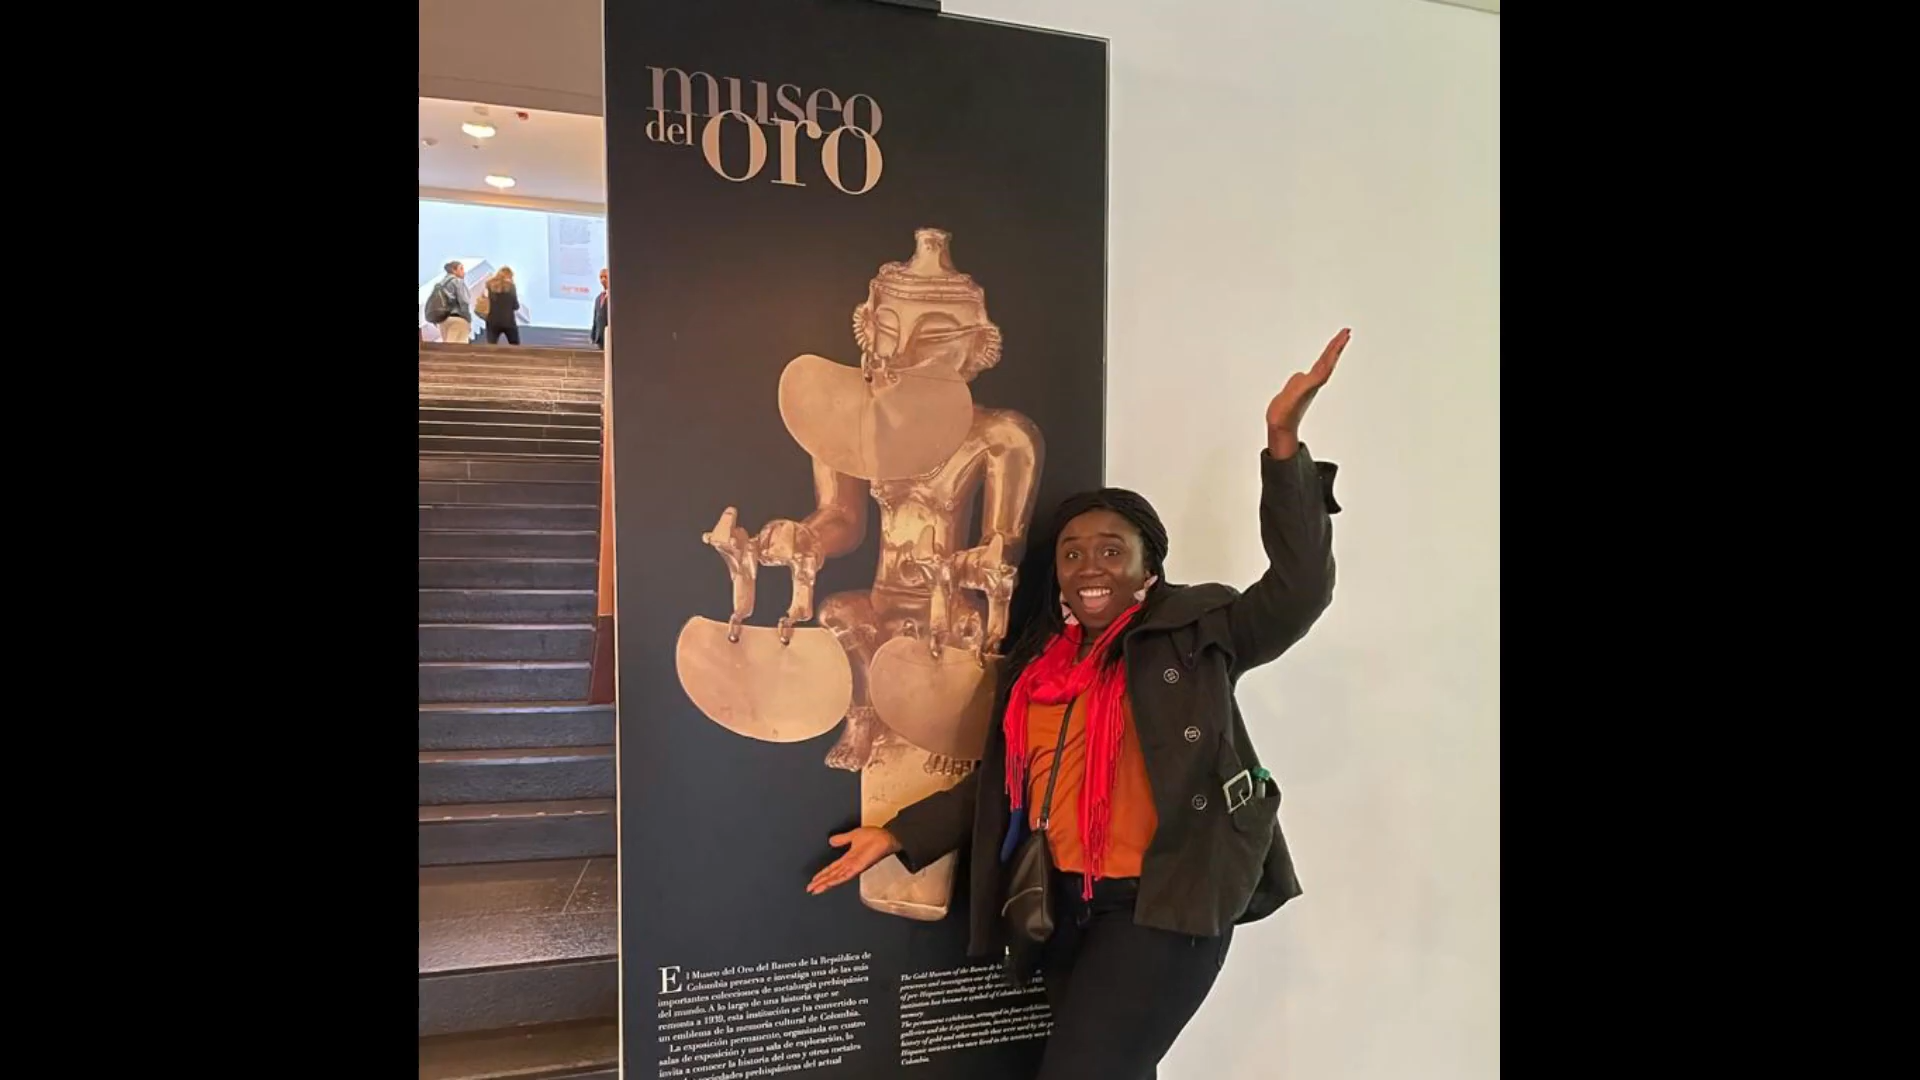 museo
del oro
El Museo del Oro del Banco de la República de
Colombia preserva e investiga una de las más
importantes colecciones de metalurgia prehispánica
del mundo. A lo largo de una historia que se
remonta a 1939, esta institución se ha convertido en
un emblema de la memoria cultural de Colombia.
La exposición permanente, organizada en cuatro
salas de exposición y una sala de exploración, lo
invita a conocer la historia del oro y otros metales
sociedades prehispánicas del actual
The Gold Museum of the Banco de la
preserves and investigates one of the
of pre-Hispanic metallurgy in the
institution has become a symbol of Colombia's cultural
memory.
The permanent exhibition, arranged in four exhibition
galleries and the Exploratorium, invites you to discover
history of gold and other metals that were used by the
Hispanic societies who once lived in the territory now
Colombia.